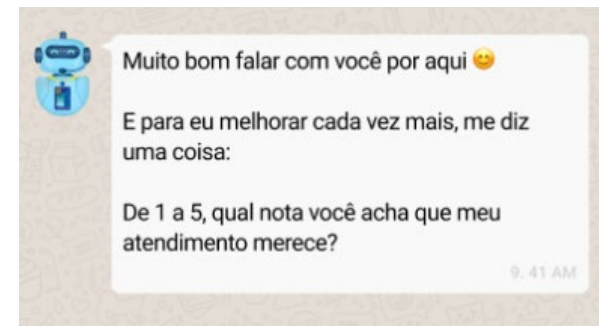 Muito bom falar com você por aqui 😊
E para eu melhorar cada vez mais, me diz
uma coisa:
De 1 a 5, qual nota você acha que meu
atendimento merece?
9. 41 AM